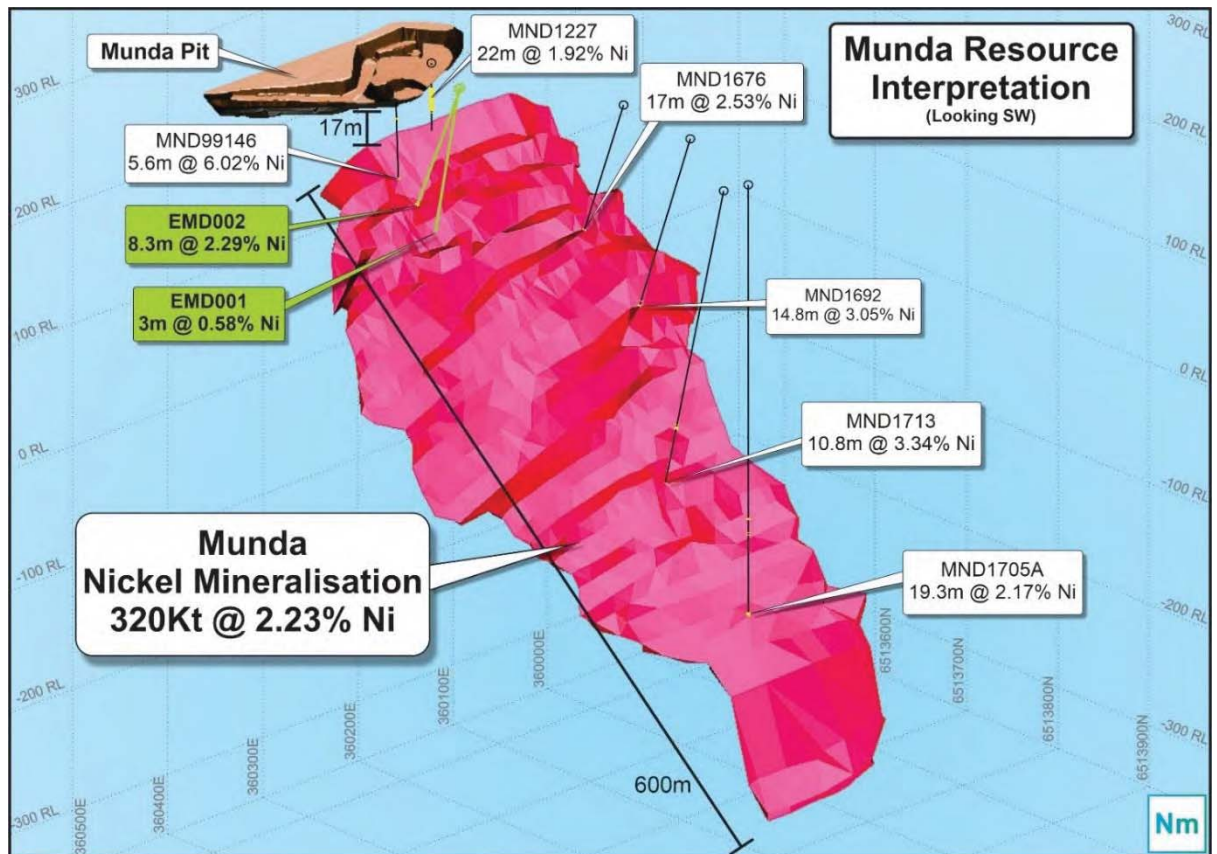 Munda Resource
Interpretation
(Looking SW)
Munda Pit
MND1227
22m @ 1.92% Ni
MND1676
17m @ 2.53% Ni
17m
MND99146
5.6m @ 6.02% Ni
EMD002
8.3m @ 2.29% Ni
EMD001
3m @ 0.58% Ni
MND1692
14.8m @ 3.05% Ni
MND1713
10.8m @ 3.34% Ni
MND1705A
19.3m @ 2.17% Ni
Munda
Nickel Mineralisation
320Kt @ 2.23% Ni
600m
300 RL
200 RL
100 RL
0 RL
-100 RL
-200 RL
-300 RL
300 RL
200 RL
100 RL
0 RL
-100 RL
-200 RL
-300 RL
360500E
360400E
360300E
360200E
360100E
360000E
6513600N
6513700N
6513800N
6513900N
Nm